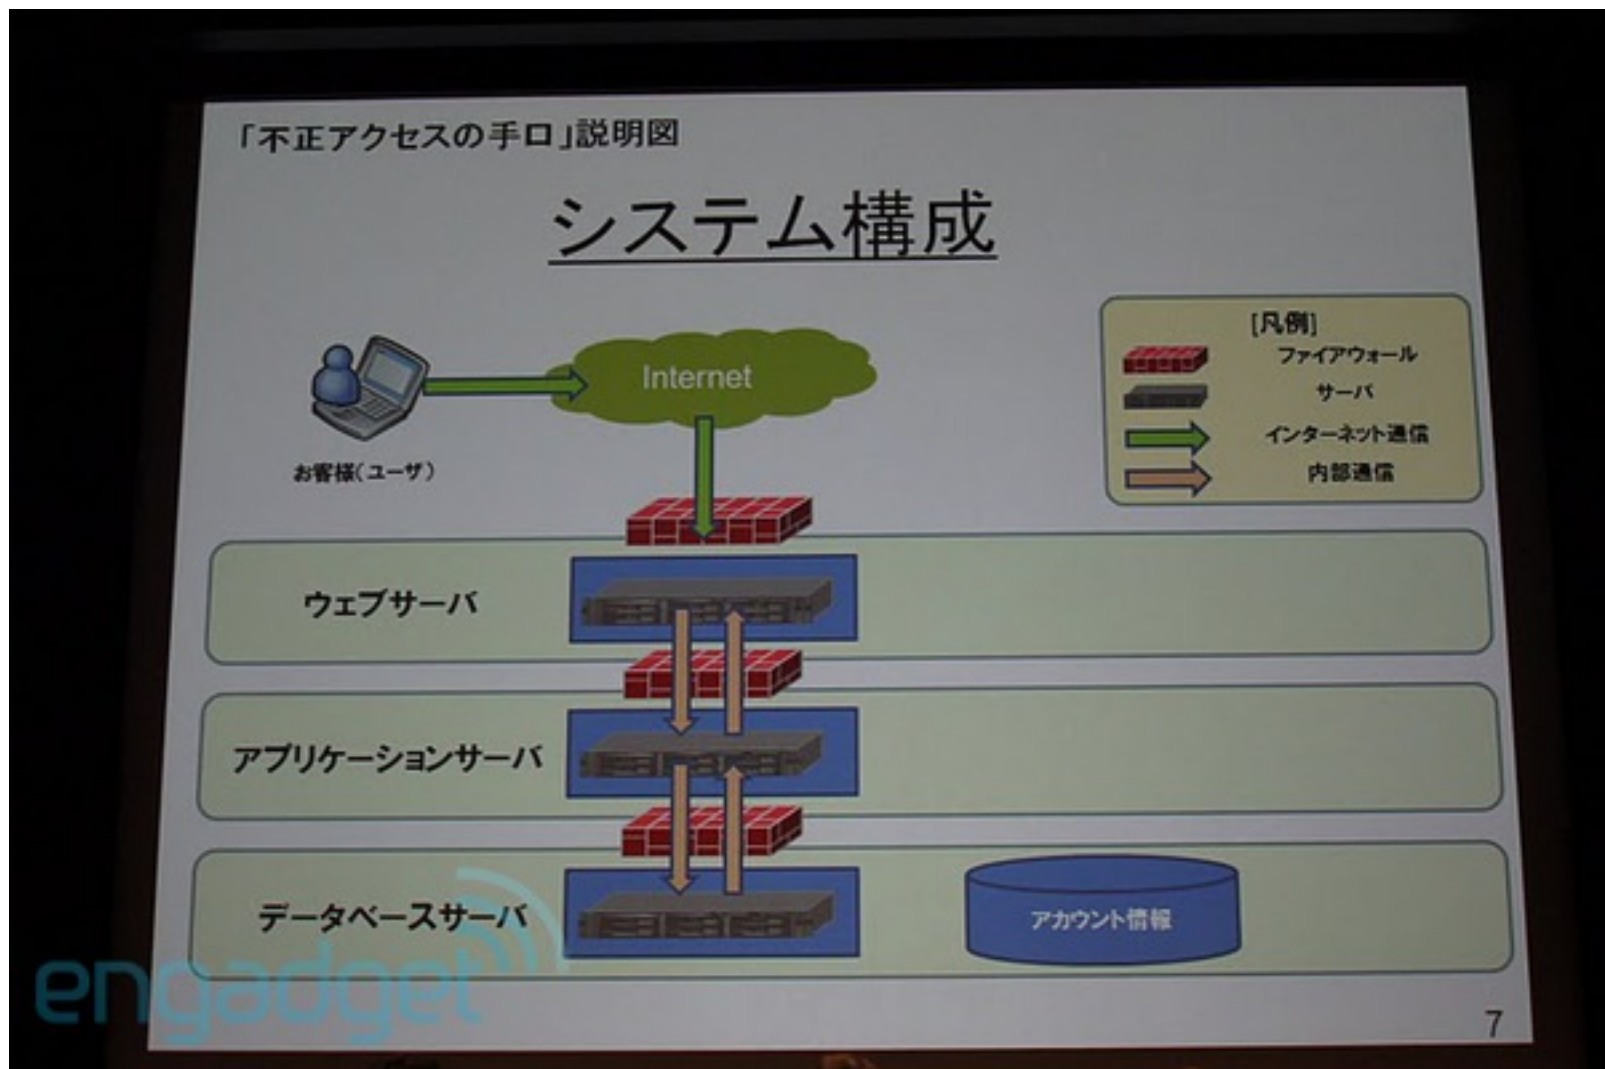 「不正アクセスの手口」説明図
システム構成
Internet
お客様(ユーザ)
[凡例]
ファイアウォール
サーバ
インターネット通信
内部通信
ウェブサーバ
アプリケーションサーバ
データベースサーバ
アカウント情報
engadget
7